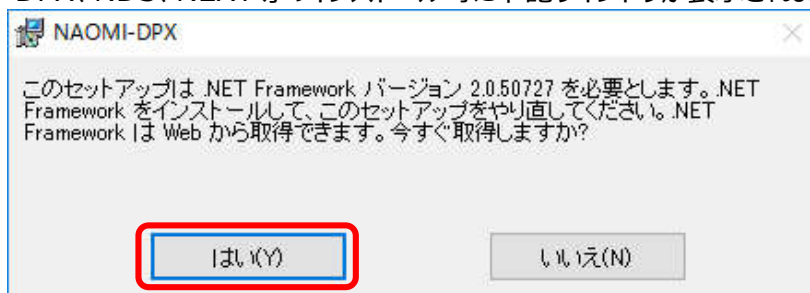 NAOMI-DPX
このセットアップは .NET Framework バージョン 2.0.50727 を必要とします。.NET
Framework をインストールして、このセットアップをやり直してください。.NET
Framework は Web から取得できます。今すぐ取得しますか?
はい(Y)
いいえ(N)